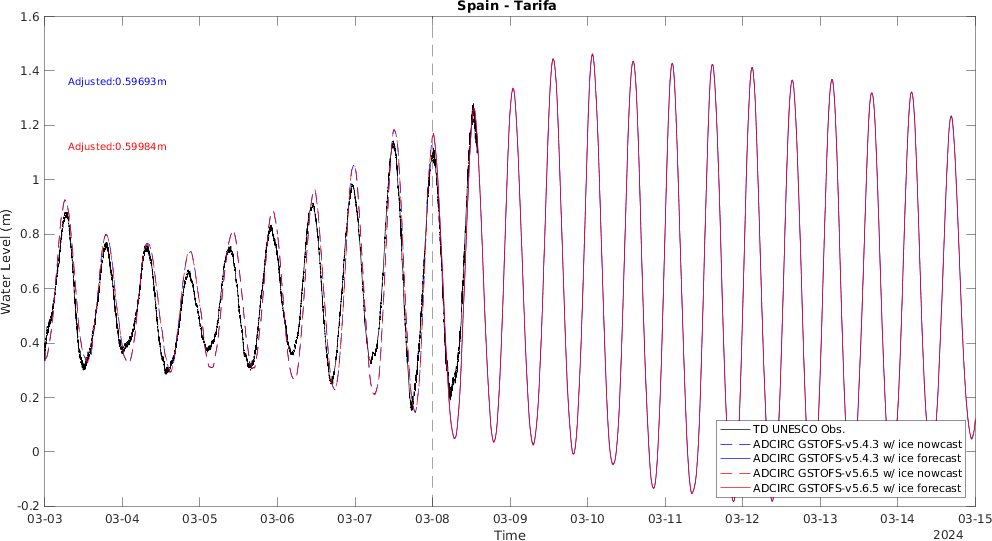 Spain - Tarifa
1.6
1.4
1.2
1
0.8
0.6
0.4
0.2
0
-0.2
Water Level (m)
Adjusted:0.59693m
Adjusted:0.59984m
TD UNESCO Obs.
ADCIRC GSTOFS-v5.4.3 w/ ice nowcast
ADCIRC GSTOFS-v5.4.3 w/ ice forecast
ADCIRC GSTOFS-v5.6.5 w/ ice nowcast
ADCIRC GSTOFS-v5.6.5 w/ ice forecast
03-03 03-04 03-05 03-06 03-07 03-08 03-09 03-10 03-11 03-12 03-13 03-14 03-15
Time
2024